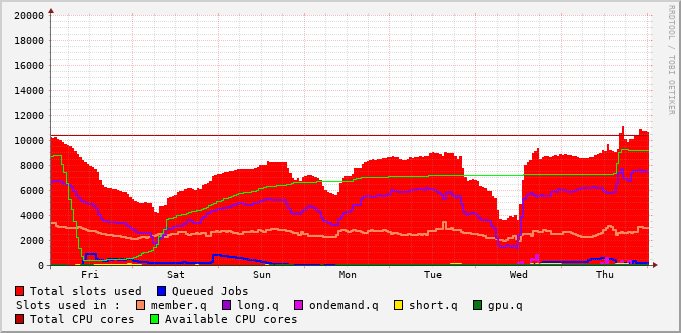 RRDTOOL / TOBI OETIKER
20000
18000
16000
14000
12000
10000
8000
6000
4000
2000
0
Fri Sat Sun Mon Tue Wed Thu
Total slots used Queued Jobs
Slots used in : member.q long.q ondemand.q short.q gpu.q
Total CPU cores Available CPU cores